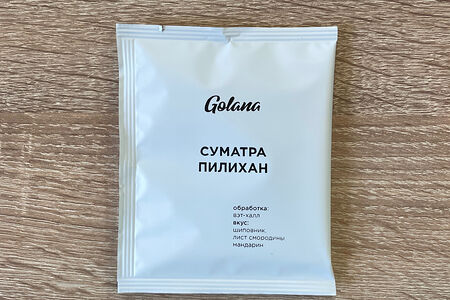 Golana
СУМАТРА
ПИЛИХАН
обработка:
вэт-халл
вкус:
шиповник,
лист смородины
мандарин